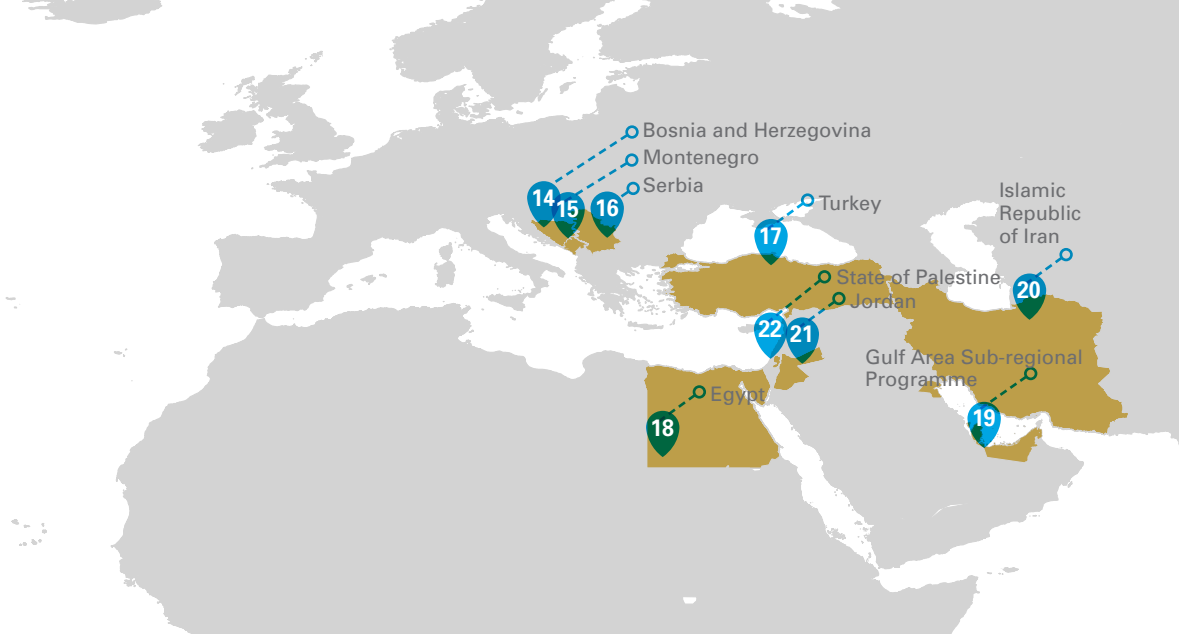 Bosnia and Herzegovina
Montenegro
Serbia
14
15
16
Turkey
17
Islamic
Republic
of Iran
20
State of Palestine
Jordan
22
21
Gulf Area Sub-regional
Programme
19
Egypt
18